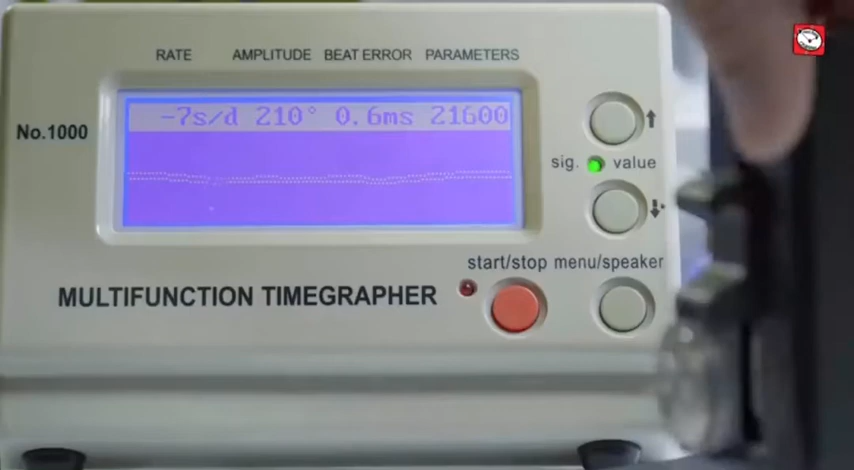 RATE AMPLITUDE BEAT ERROR PARAMETERS
-7s/d 210° 0.6ms 21600
No.1000
sig. value
start/stop menu/speaker
MULTIFUNCTION TIMEGRAPHER